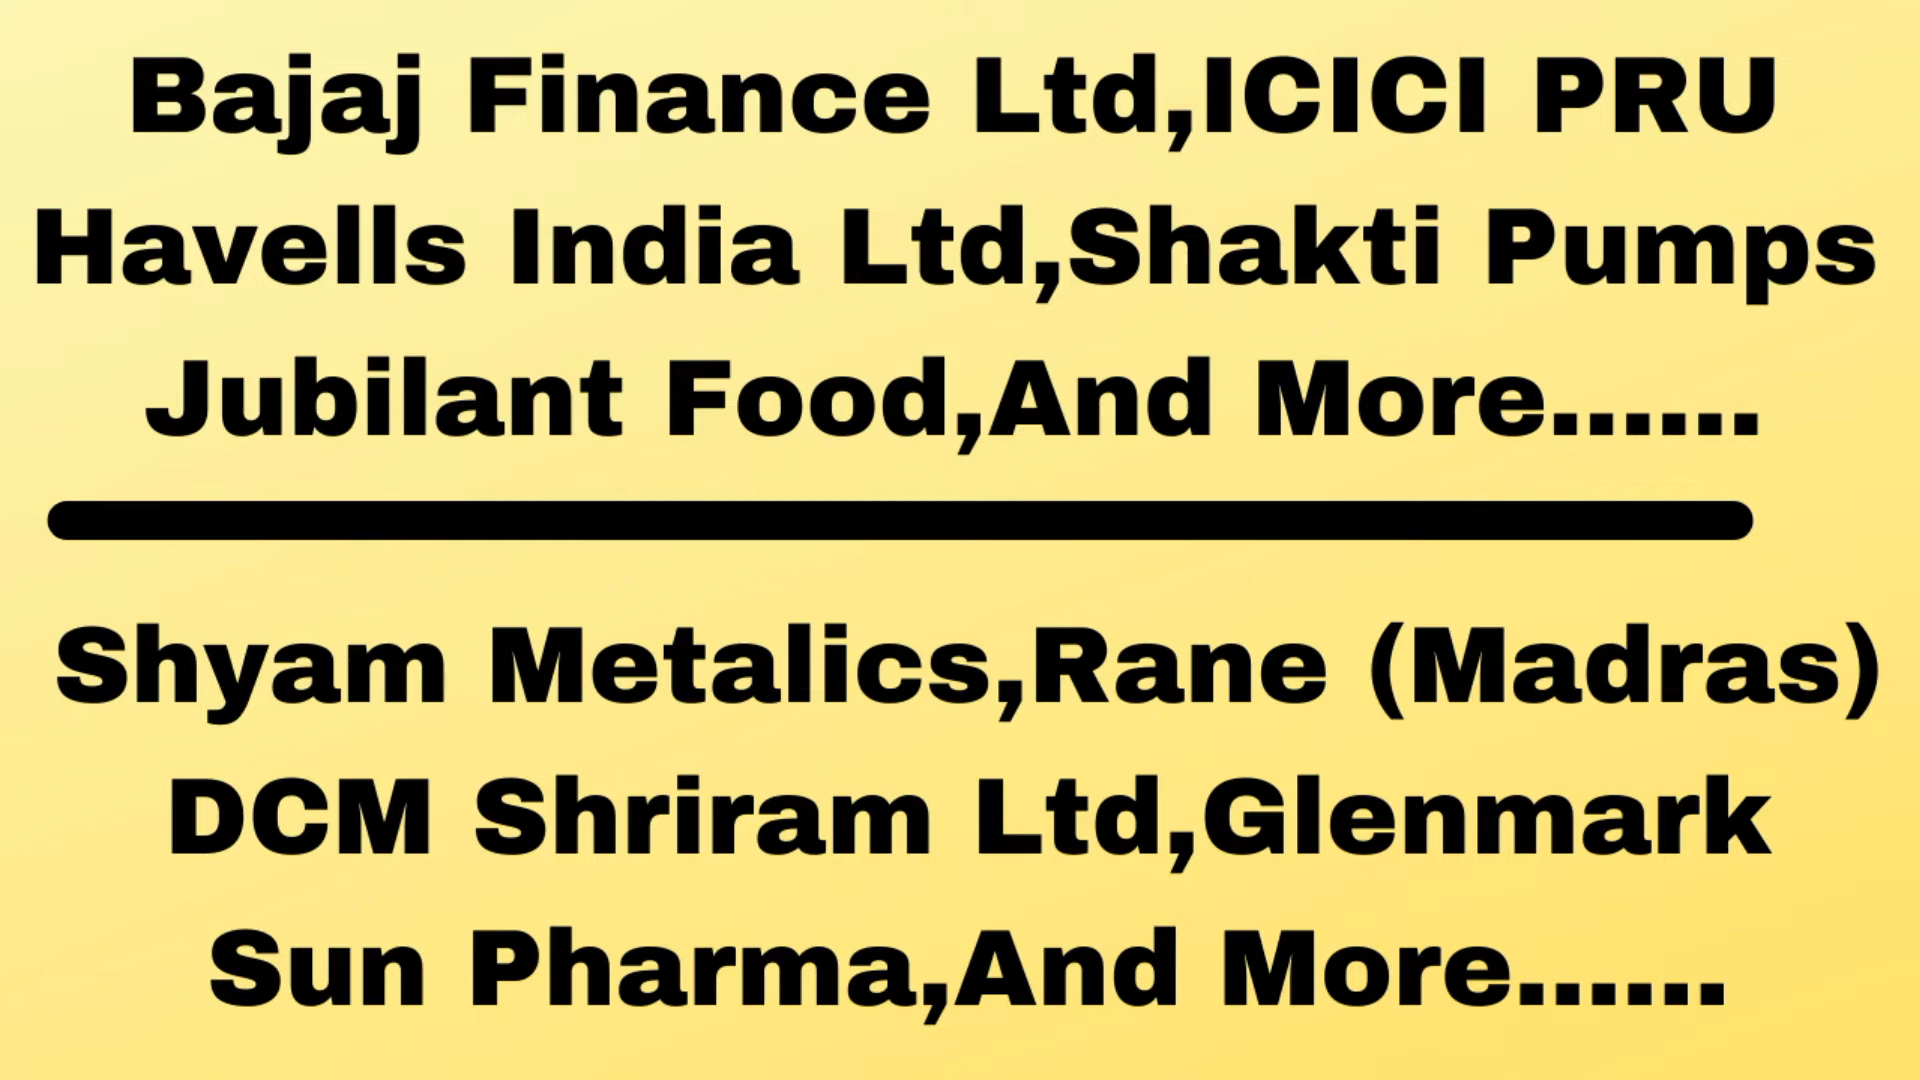 Bajaj Finance Ltd,ICICI PRU
Havells India Ltd,Shakti Pumps
Jubilant Food,And More......
Shyam Metalics,Rane (Madras)
DCM Shriram Ltd,Glenmark
Sun Pharma,And More......